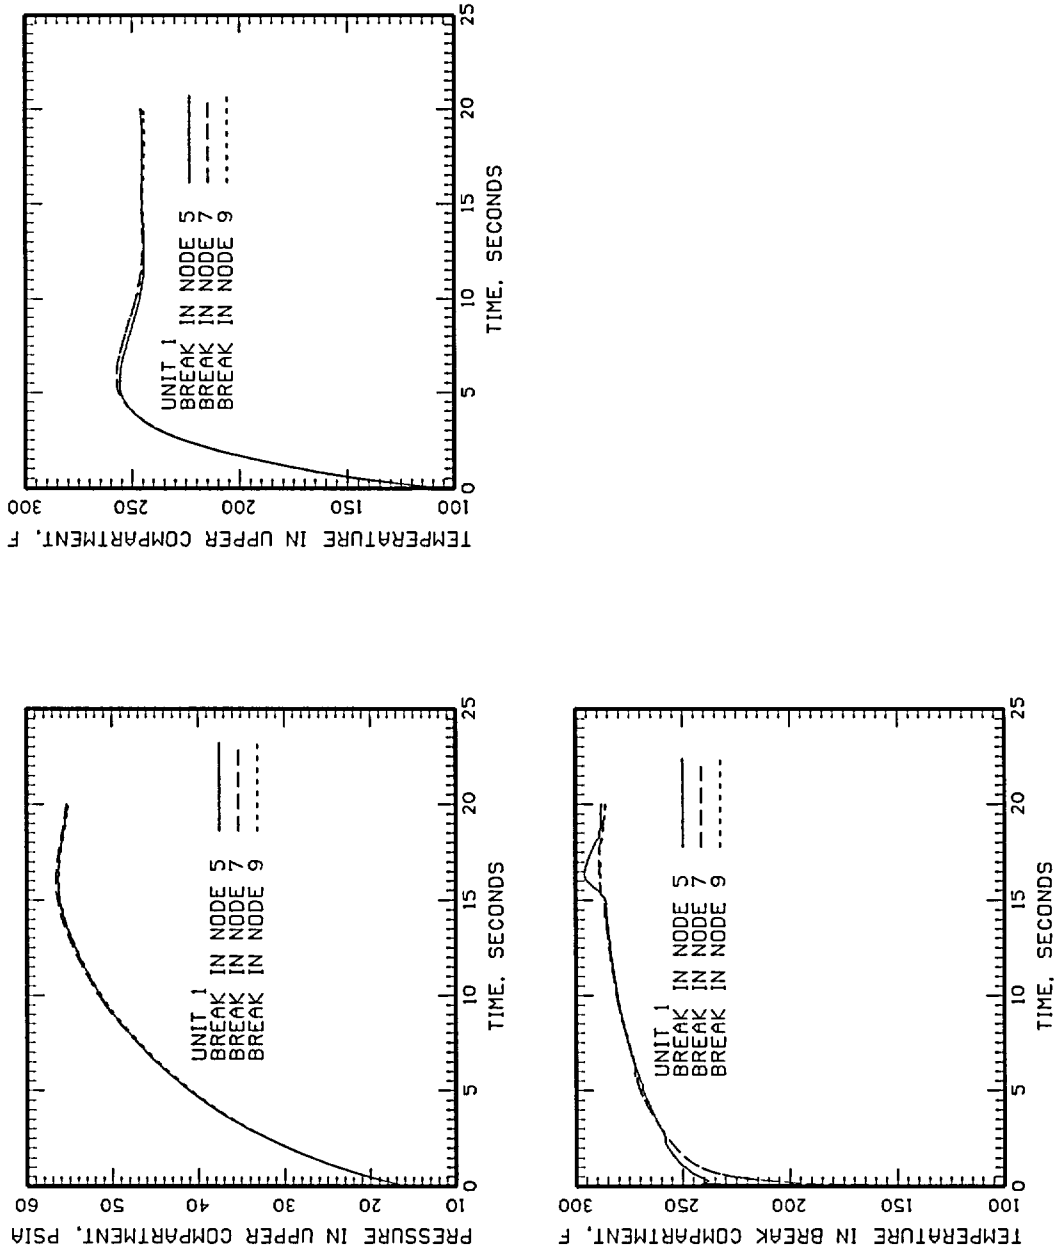 300
250
200
150
100
0
5
10
15
20
25
TEMPERATURE IN UPPER COMPARTMENT, F
TIME, SECONDS
UNIT 1
BREAK IN NODE 5
BREAK IN NODE 7
BREAK IN NODE 9
60
50
40
30
20
10
0
5
10
15
20
25
PRESSURE IN UPPER COMPARTMENT, PSIA
TIME, SECONDS
UNIT 1
BREAK IN NODE 5
BREAK IN NODE 7
BREAK IN NODE 9
300
250
200
150
100
0
5
10
15
20
25
TEMPERATURE IN BREAK COMPARTMENT, F
TIME, SECONDS
UNIT 1
BREAK IN NODE 5
BREAK IN NODE 7
BREAK IN NODE 9